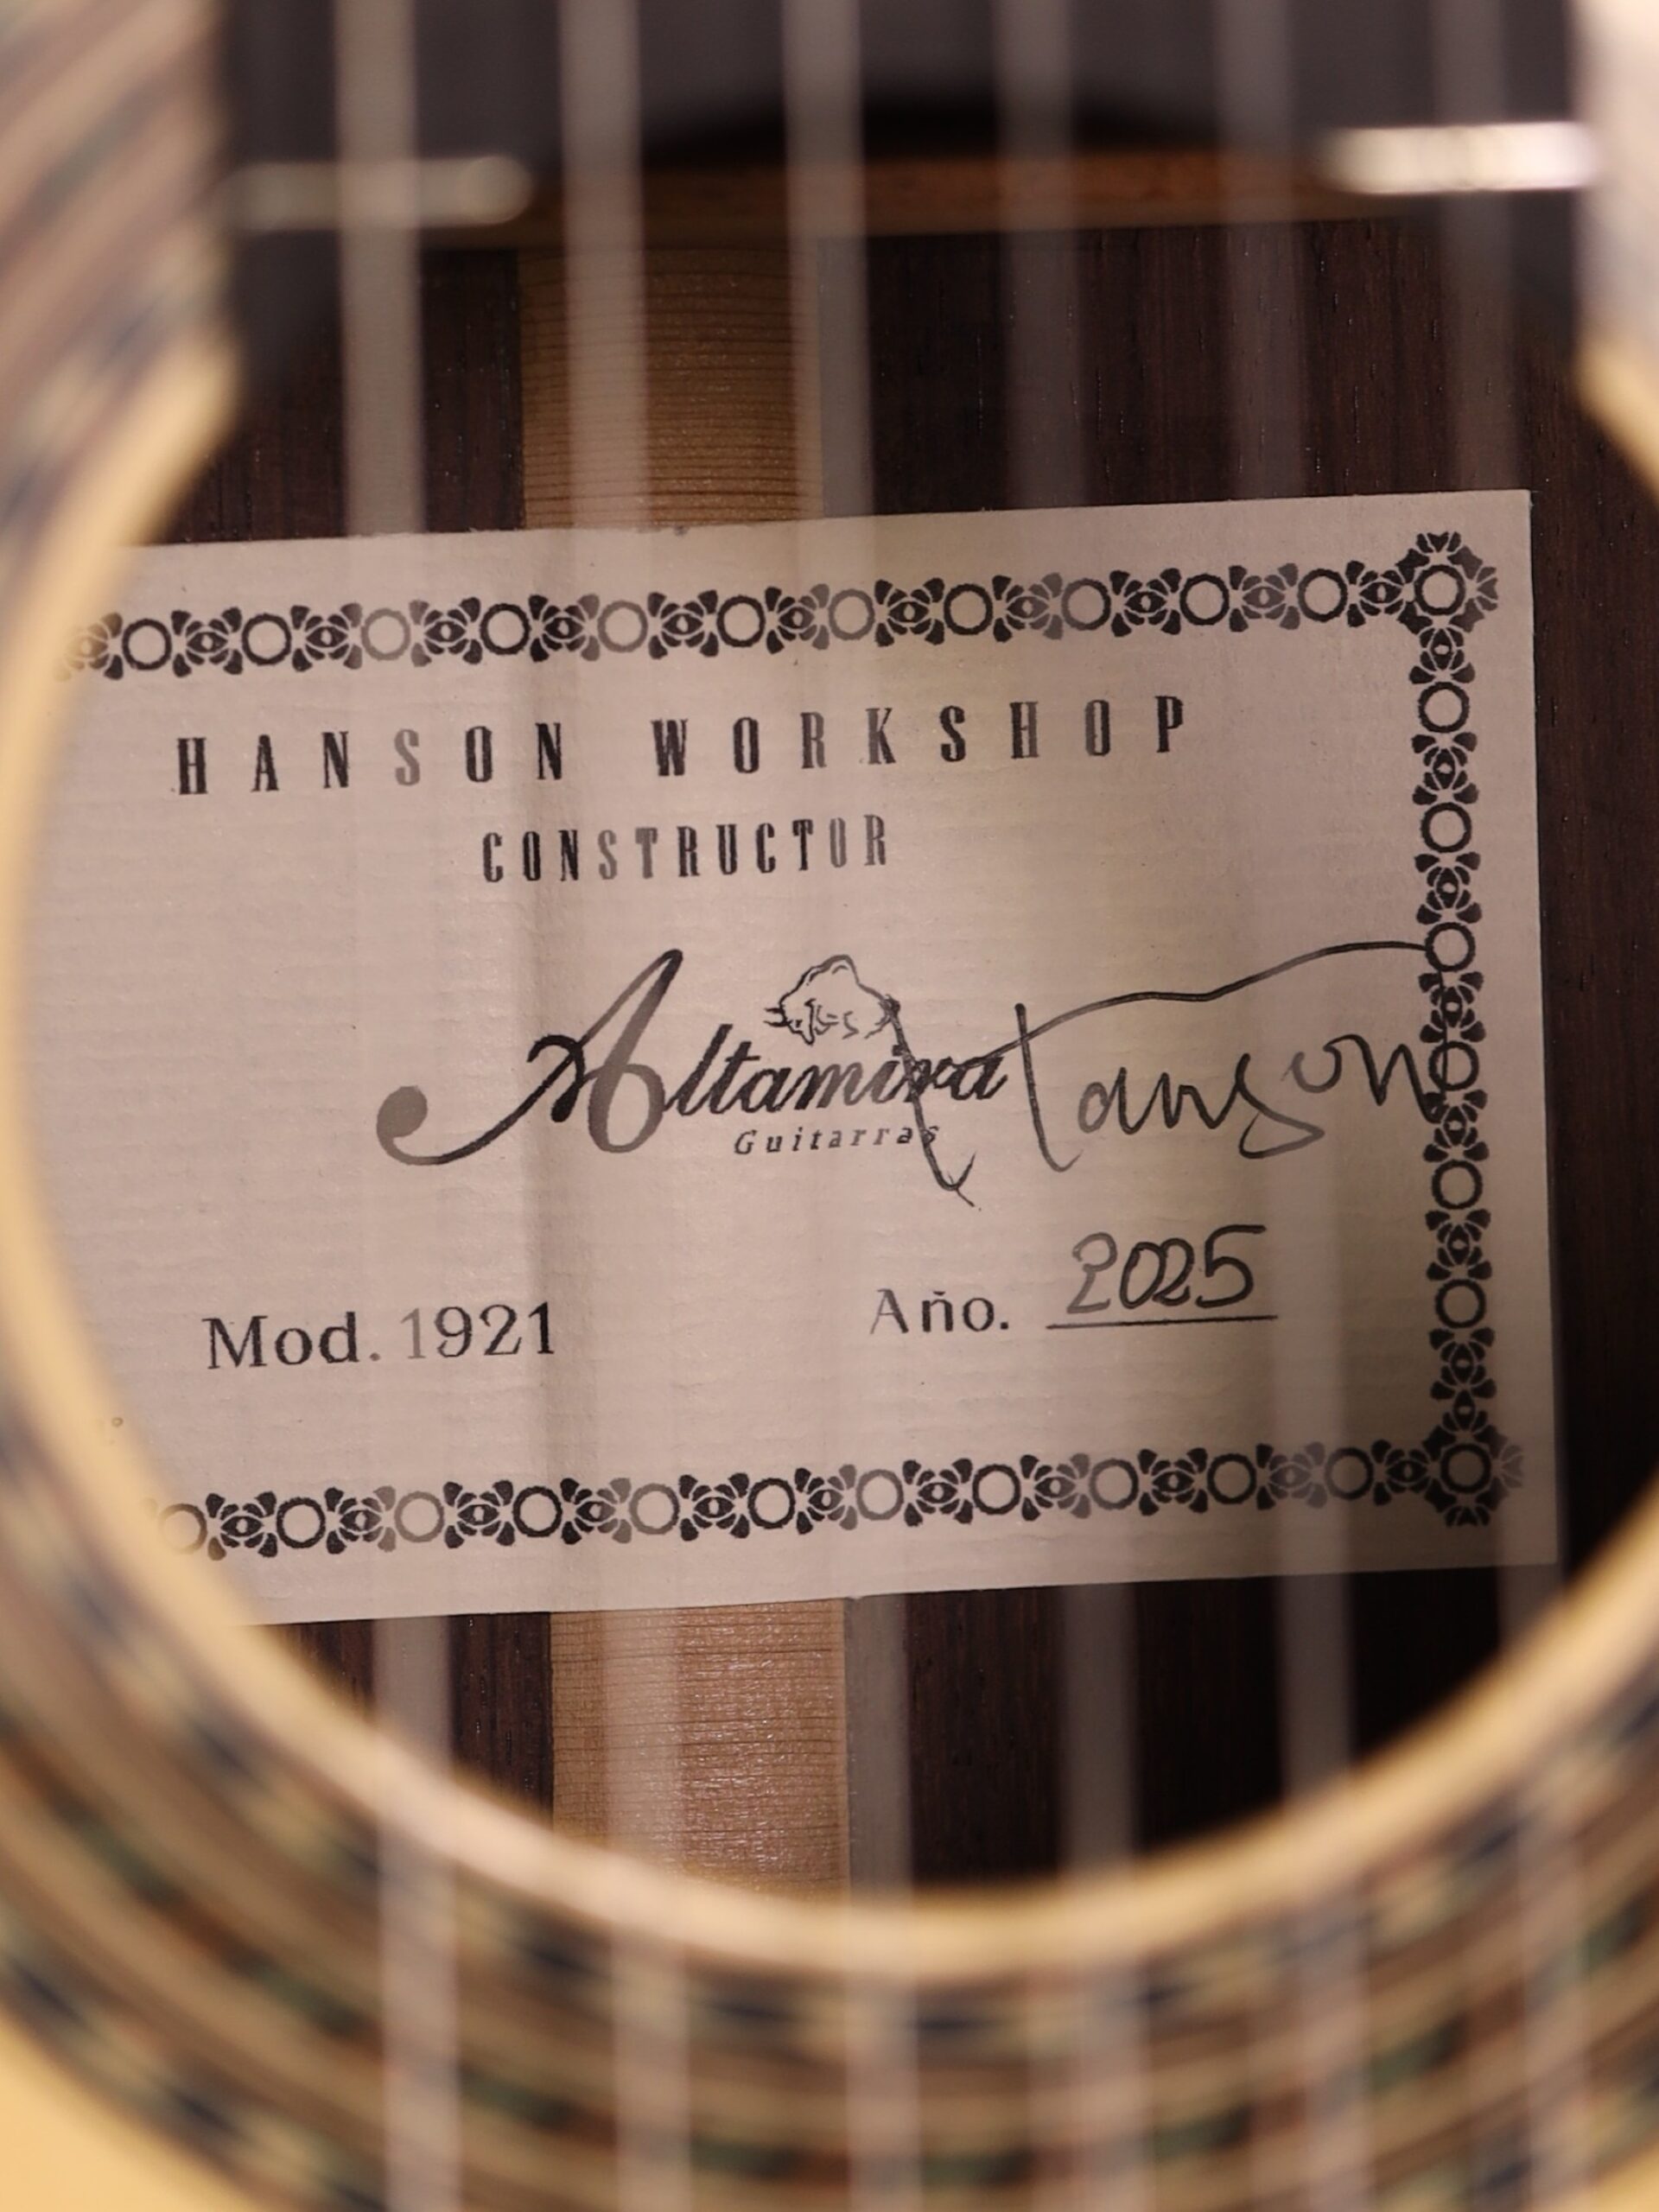 HANSON WORKSHOP
CONSTRUCTOR
Altamira
Guitarras
Hanson
Mod. 1921
Año. 2025